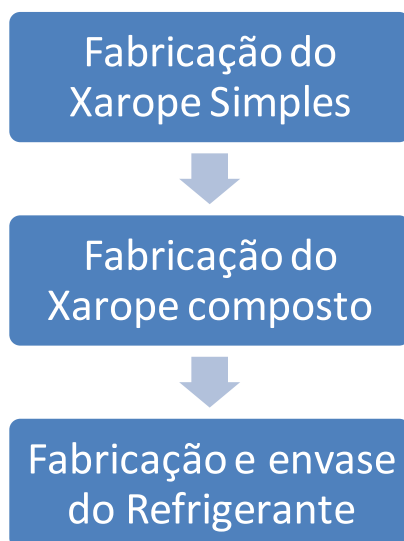 Fabricação do
Xarope Simples
Fabricação do
Xarope composto
Fabricação e envase
do Refrigerante